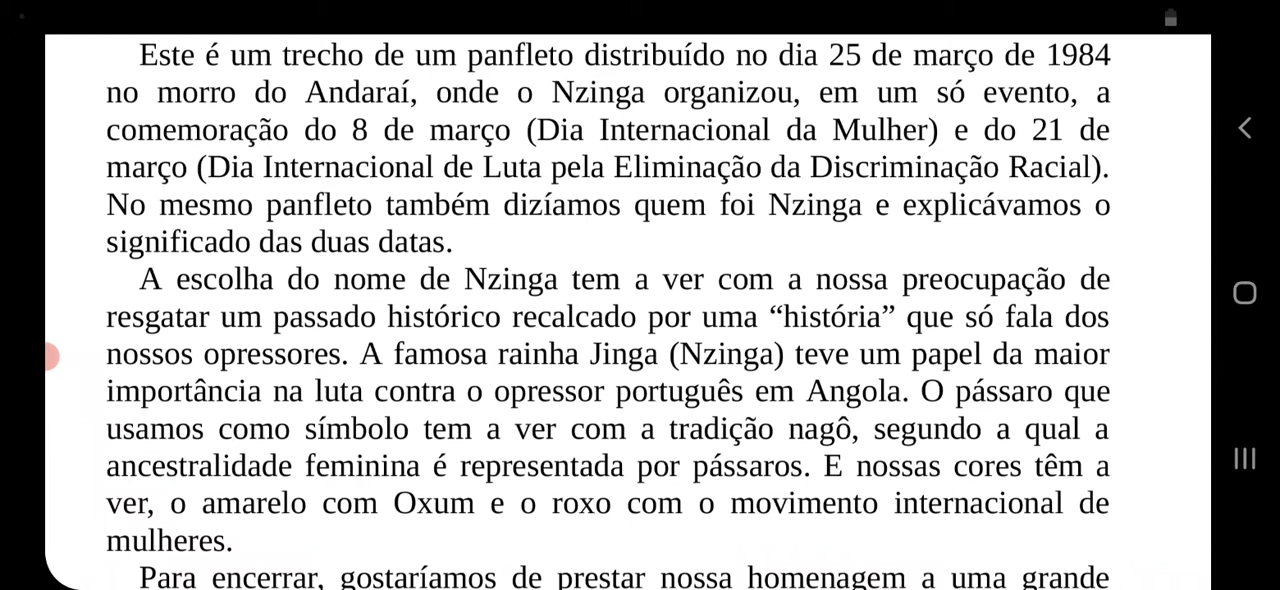 Este é um trecho de um panfleto distribuído no dia 25 de março de 1984
no morro do Andaraí, onde o Nzinga organizou, em um só evento, a
comemoração do 8 de março (Dia Internacional da Mulher) e do 21 de
março (Dia Internacional de Luta pela Eliminação da Discriminação Racial).
No mesmo panfleto também dizíamos quem foi Nzinga e explicávamos o
significado das duas datas.
A escolha do nome de Nzinga tem a ver com a nossa preocupação de
resgatar um passado histórico recalcado por uma “história” que só fala dos
nossos opressores. A famosa rainha Jinga (Nzinga) teve um papel da maior
importância na luta contra o opressor português em Angola. O pássaro que
usamos como símbolo tem a ver com a tradição nagô, segundo a qual a
ancestralidade feminina é representada por pássaros. E nossas cores têm a
ver, o amarelo com Oxum e o roxo com o movimento internacional de
mulheres.
Para encerrar, gostaríamos de prestar nossa homenagem a uma grande